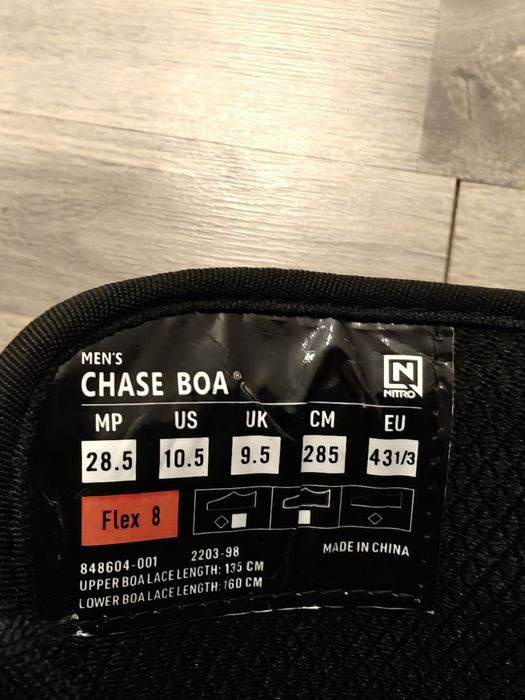 MEN'S
CHASE BOA®
N
NITRO
MP US UK CM EU
28.5 10.5 9.5 285 43 1/3
Flex 8
848604-001 2203-98
MADE IN CHINA
UPPER BOA LACE LENGTH: 135 CM
LOWER BOA LACE LENGTH: 160 CM